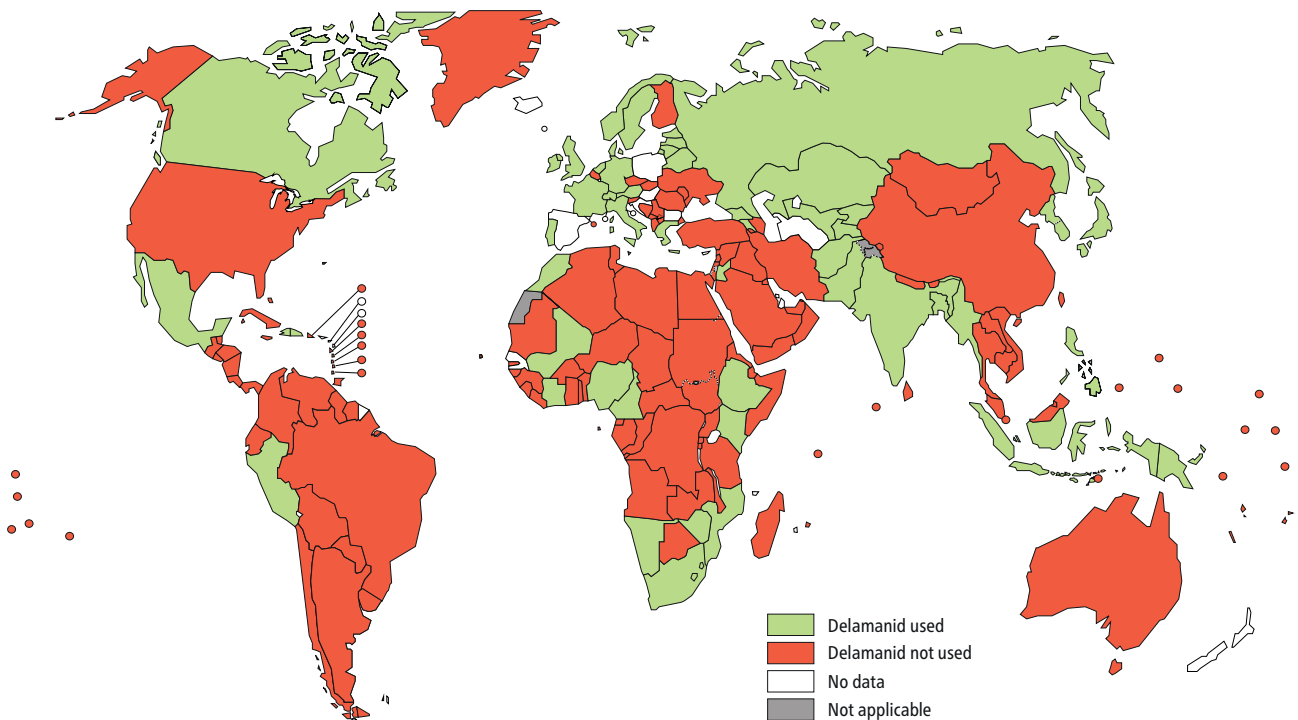 Delamanid used
Delamanid not used
No data
Not applicable